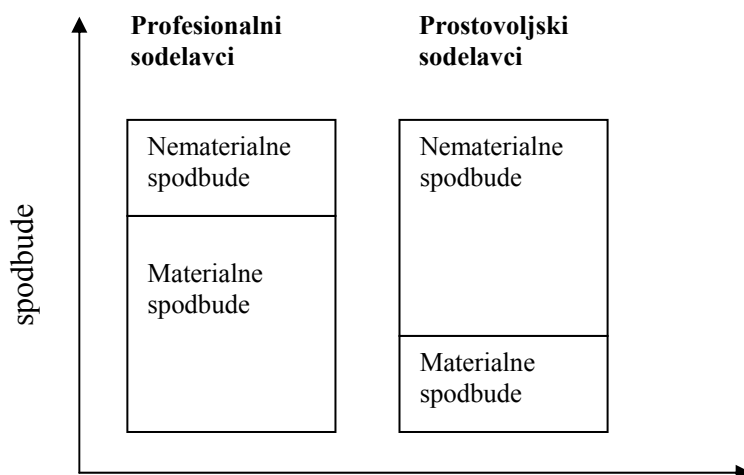 Profesionalni
sodelavci
Prostovoljski
sodelavci
Nematerialne
spodbude
Nematerialne
spodbude
spodbude
Materialne
spodbude
Materialne
spodbude